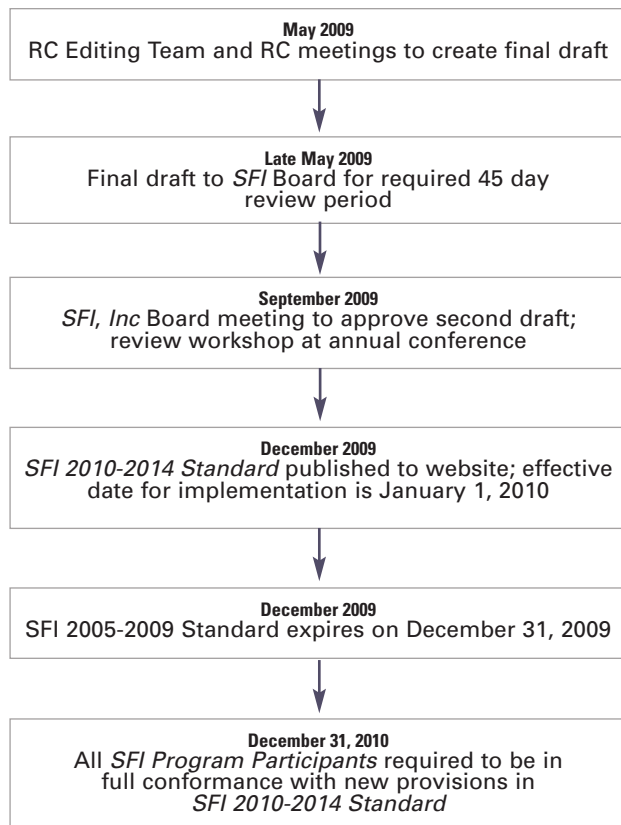 May 2009
RC Editing Team and RC meetings to create final draft
Late May 2009
Final draft to SFI Board for required 45 day
review period
September 2009
SFI, Inc Board meeting to approve second draft;
review workshop at annual conference
December 2009
SFI 2010-2014 Standard published to website; effective
date for implementation is January 1, 2010
December 2009
SFI 2005-2009 Standard expires on December 31, 2009
December 31, 2010
All SFI Program Participants required to be in
full conformance with new provisions in
SFI 2010-2014 Standard